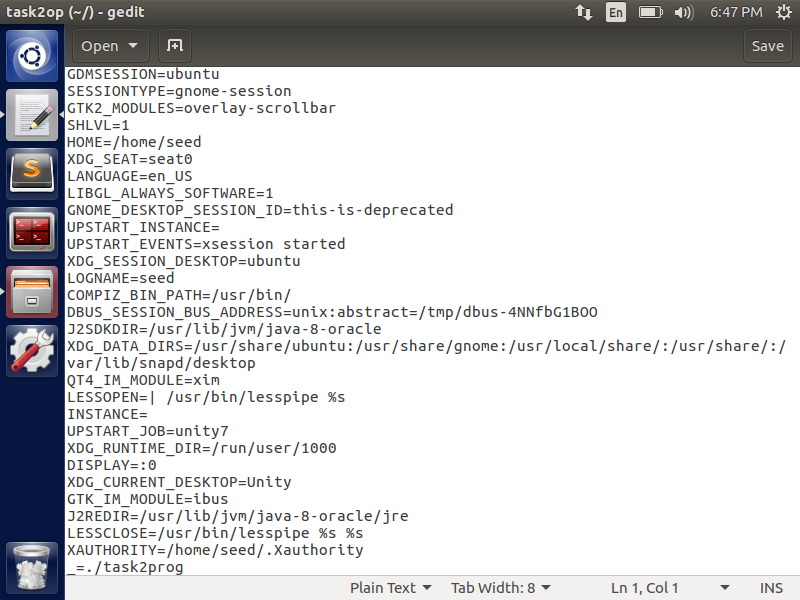 task2op (~/) - gedit
En
6:47 PM
Open
Save
GDMSESSION=ubuntu
SESSIONTYPE=gnome-session
GTK2_MODULES=overlay-scrollbar
SHLVL=1
HOME=/home/seed
XDG_SEAT=seat0
LANGUAGE=en_US
LIBGL_ALWAYS_SOFTWARE=1
GNOME_DESKTOP_SESSION_ID=this-is-deprecated
UPSTART_INSTANCE=
UPSTART_EVENTS=xsession started
XDG_SESSION_DESKTOP=ubuntu
LOGNAME=seed
COMPIZ_BIN_PATH=/usr/bin/
DBUS_SESSION_BUS_ADDRESS=unix:abstract=/tmp/dbus-4NNfbG1BOO
J2SDKDIR=/usr/lib/jvm/java-8-oracle
XDG_DATA_DIRS=/usr/share/ubuntu:/usr/share/gnome:/usr/local/share/:/usr/share/:/
var/lib/snapd/desktop
QT4_IM_MODULE=xim
LESSOPEN=| /usr/bin/lesspipe %s
INSTANCE=
UPSTART_JOB=unity7
XDG_RUNTIME_DIR=/run/user/1000
DISPLAY=:0
XDG_CURRENT_DESKTOP=Unity
GTK_IM_MODULE=ibus
J2REDIR=/usr/lib/jvm/java-8-oracle/jre
LESSCLOSE=/usr/bin/lesspipe %s %s
XAUTHORITY=/home/seed/.Xauthority
_=./task2prog
Plain Text
Tab Width: 8
Ln 1, Col 1
INS